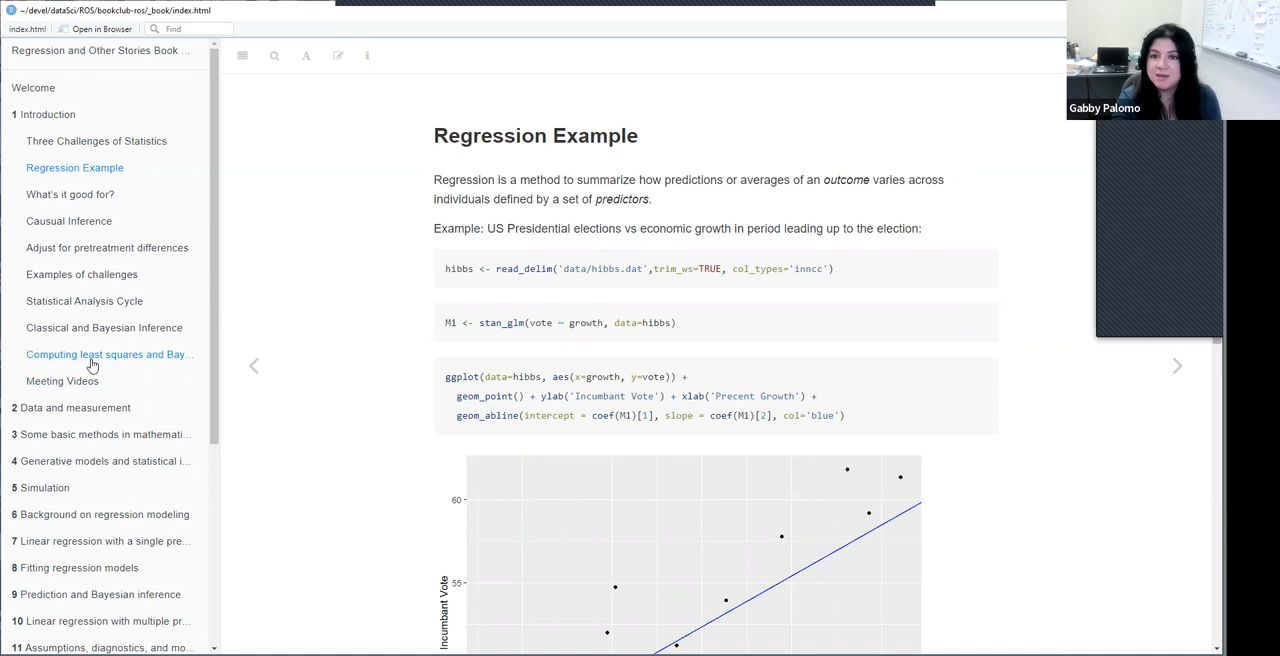 ~/devel/dataSci/ROS/bookclub-ros/_book/index.html
index.html Open in Browser Find
Regression and Other Stories Book ...
Welcome
1 Introduction
Three Challenges of Statistics
Regression Example
What's it good for?
Causual Inference
Adjust for pretreatment differences
Examples of challenges
Statistical Analysis Cycle
Classical and Bayesian Inference
Computing least squares and Bay...
Meeting Videos
2 Data and measurement
3 Some basic methods in mathemati...
4 Generative models and statistical i...
5 Simulation
6 Background on regression modeling
7 Linear regression with a single pre...
8 Fitting regression models
9 Prediction and Bayesian inference
10 Linear regression with multiple pr...
11 Assumptions, diagnostics, and mo...
Regression Example
Regression is a method to summarize how predictions or averages of an outcome varies across
individuals defined by a set of predictors.
Example: US Presidential elections vs economic growth in period leading up to the election:
hibbs <- read_delim('data/hibbs.dat',trim_ws=TRUE, col_types='inncc')
M1 <- stan_glm(vote ~ growth, data=hibbs)
ggplot(data=hibbs, aes(x=growth, y=vote)) +
geom_point() + ylab('Incumbant Vote') + xlab('Precent Growth') +
geom_abline(intercept = coef(M1)[1], slope = coef(M1)[2], col='blue')
60
55
Incumbant Vote
Gabby Palomo